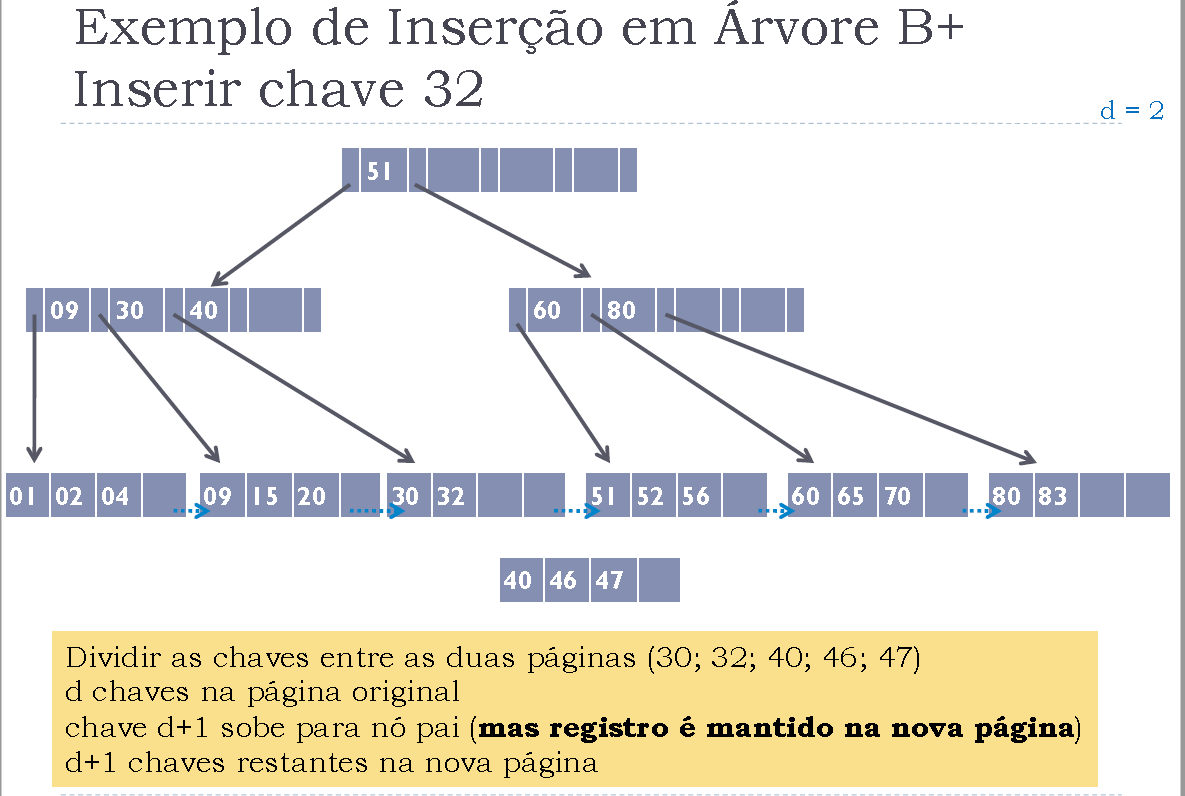 Exemplo de Inserção em Árvore B+
Inserir chave 32
d = 2
51
09 30 40
60 80
01 02 04
09 15 20
30 32
51 52 56
60 65 70
80 83
40 46 47
Dividir as chaves entre as duas páginas (30; 32; 40; 46; 47)
d chaves na página original
chave d+1 sobe para nó pai (mas registro é mantido na nova página)
d+1 chaves restantes na nova página